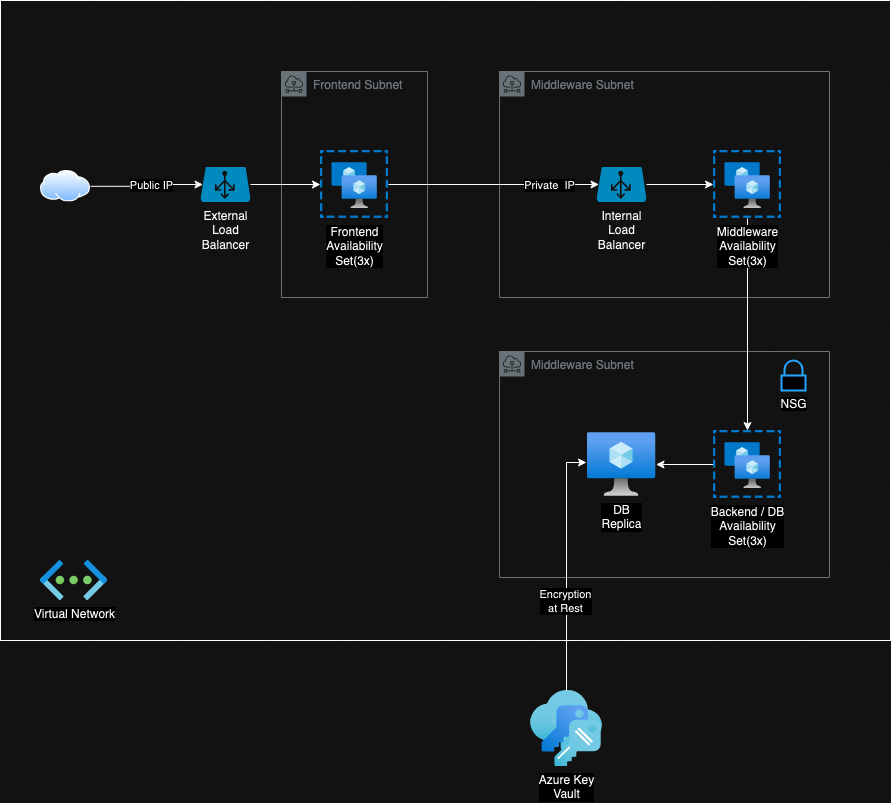 Frontend Subnet
Middleware Subnet
Public IP
Private IP
External
Load
Balancer
Frontend
Availability
Set(3x)
Internal
Load
Balancer
Middleware
Availability
Set(3x)
Middleware Subnet
NSG
DB
Replica
Backend / DB
Availability
Set(3x)
Encryption
at Rest
Virtual Network
Azure Key
Vault